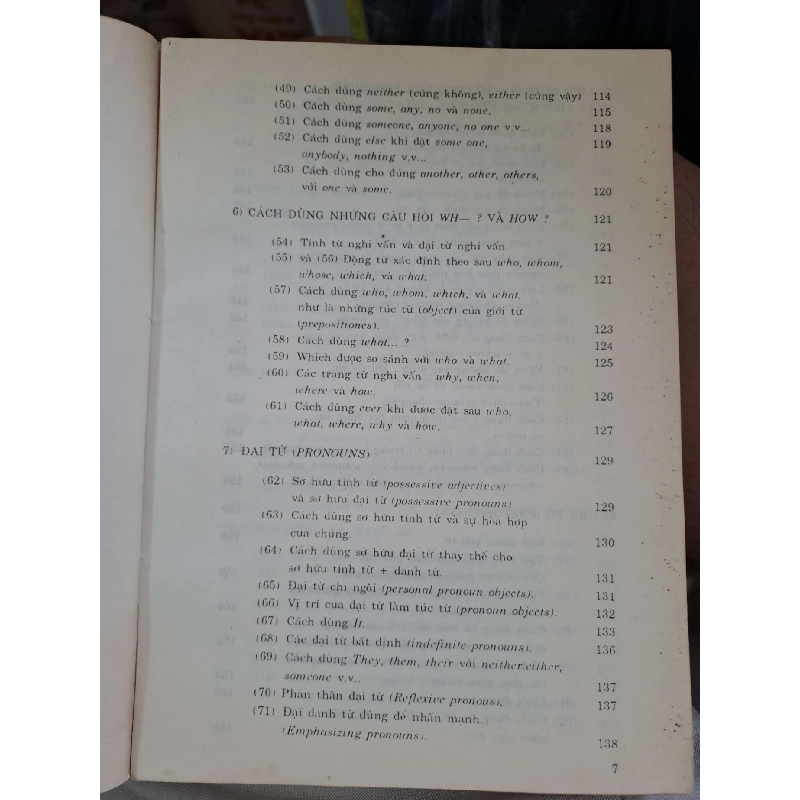 (49) Cách dùng neither (cũng không), either (cũng vậy) 114
(50) Cách dùng some, any, no và none. 115
(51) Cách dùng someone, anyone, no one v.v... 118
(52) Cách dùng else khi đặt some one, 119
anybody, nothing v.v...
(53) Cách dùng cho đúng another, other, others,
với one và some. 120
6) CÁCH DÙNG NHỮNG CÂU HỎI WH— ? VÀ HOW ? 121
(54) Tính từ nghi vấn và đại từ nghi vấn. 121
(55) và (56) Động từ xác định theo sau who, whom,
whose, which, và what. 121
(57) Cách dùng who, whom, which, và what.
như là những túc từ (object) của giới từ
(prepositiones). 123
(58) Cách dùng what... ? 124
(59) Which được so sánh với who và what. 125
(60) Các trạng từ nghi vấn : why, when,
where và how. 126
(61) Cách dùng ever khi được đặt sau who,
what, where, why và how. 127
7) ĐẠI TỪ (PRONOUNS) 129
(62) Sở hữu tính từ (possessive adjectives)
và sở hữu đại từ (possessive pronouns) 129
(63) Cách dùng sở hữu tính từ và sự hòa hợp
của chúng. 130
(64) Cách dùng sở hữu đại từ thay thế cho
sở hữu tính từ + danh từ. 131
(65) Đại từ chỉ ngôi (personal pronoun objects). 131
(66) Vị trí của đại từ làm túc từ (pronoun objects). 132
(67) Cách dùng It. 133
(68) Các đại từ bất định (indefinite pronouns). 136
(69) Cách dùng They, them, their với neither/either,
someone v.v.. 137
(70) Phản thân đại từ (Reflexive pronous). 137
(71) Đại danh từ dùng để nhấn mạnh.
(Emphasizing pronouns). 138
7